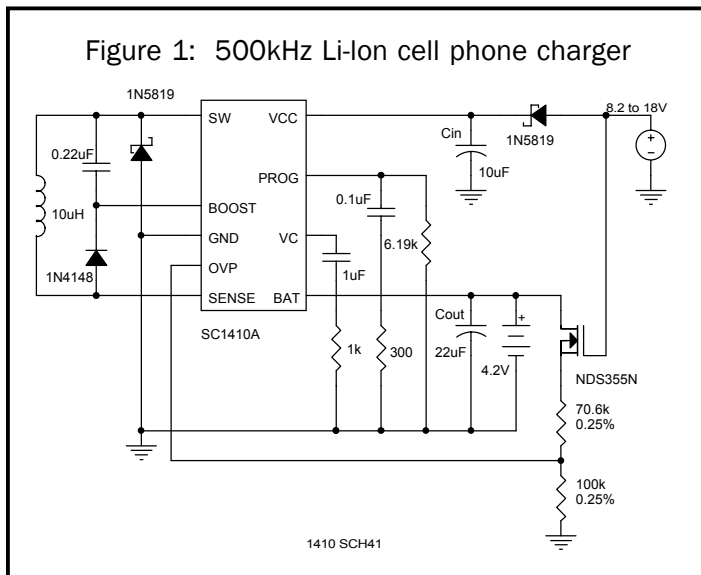 Figure 1: 500kHz Li-Ion cell phone charger
1N5819
8.2 to 18V
SW
VCC
Cin
1N5819
0.22uF
10uF
PROG
0.1uF
10uH
BOOST
6.19k
GND
VC
1N4148
OVP
1uF
SENSE
BAT
Cout
+
SC1410A
1k
300
22uF
4.2V
NDS355N
70.6k
0.25%
100k
0.25%
1410 SCH41